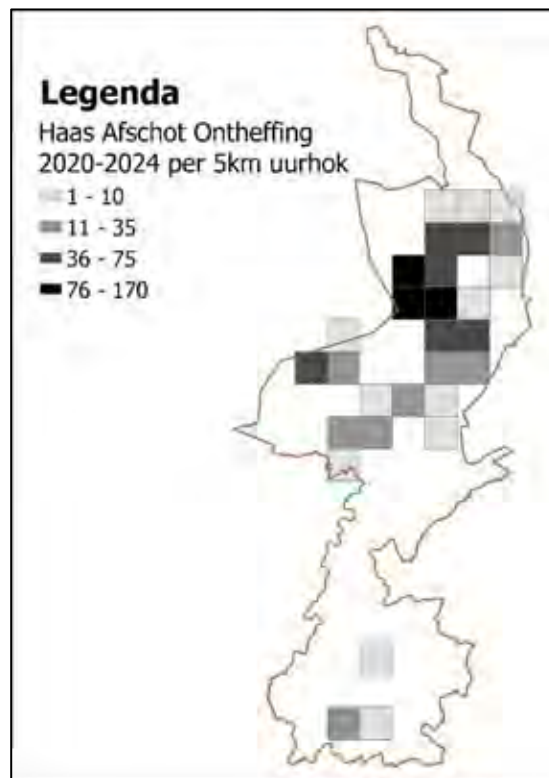 Legenda
Haas Afschot Ontheffing
2020-2024 per 5km uurhok
1 - 10
11 - 35
36 - 75
76 - 170